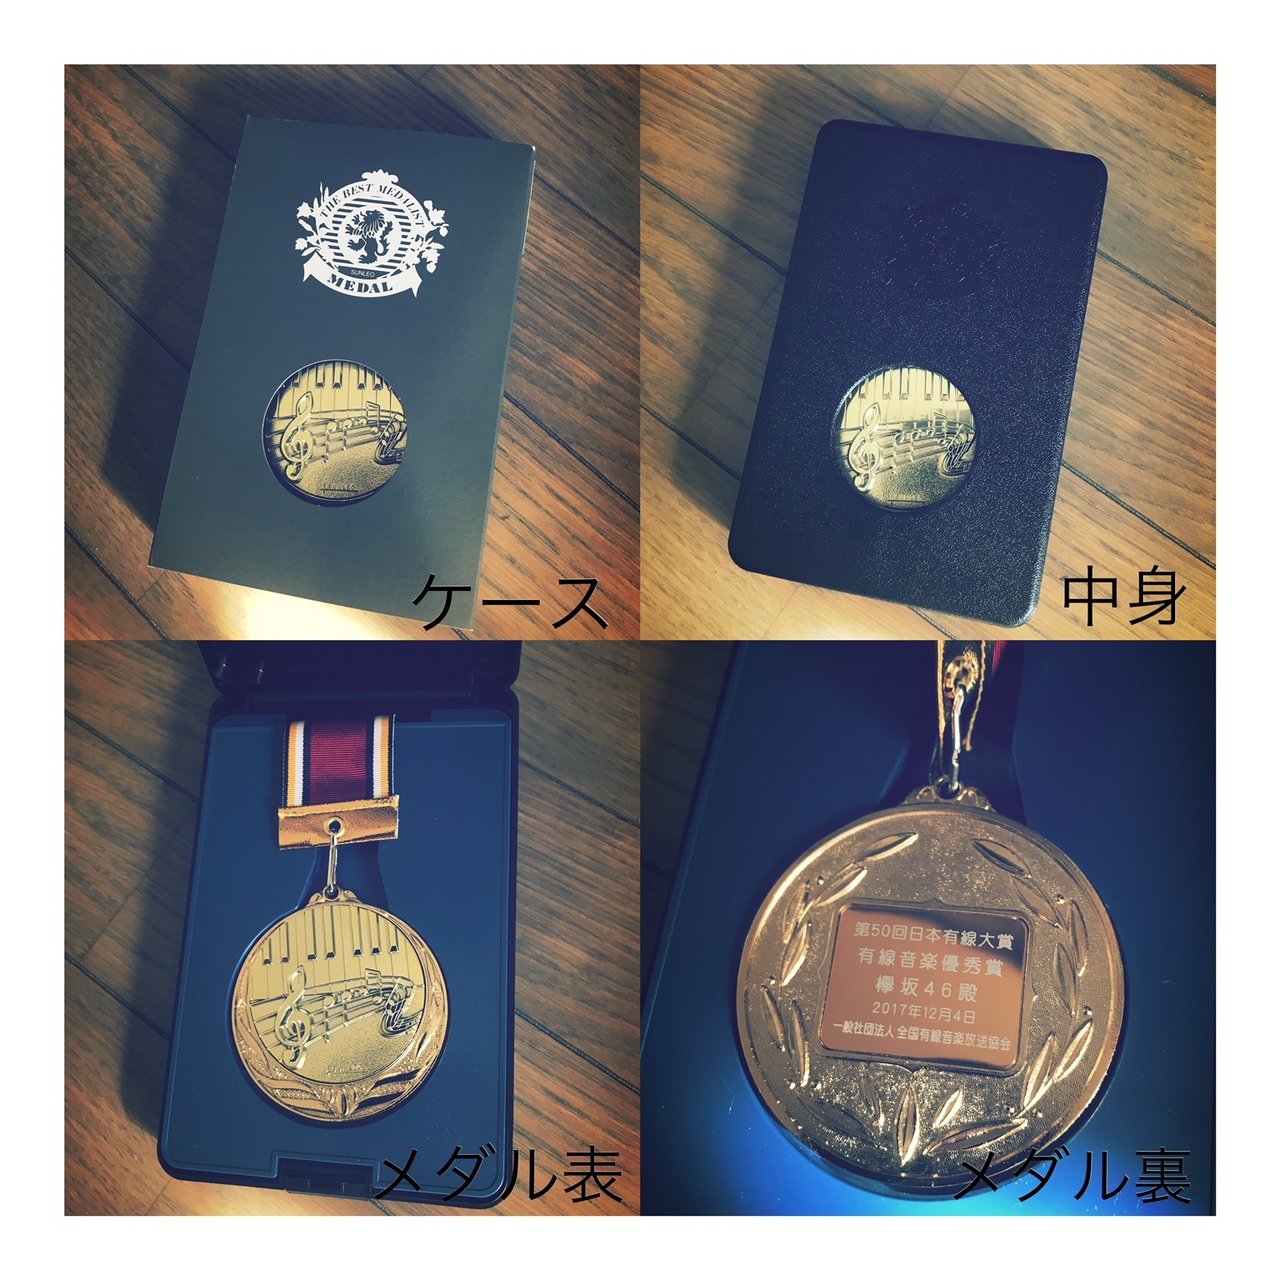 THE BEST MEDALIST
SUNLEO
MEDAL
ケース
中身
メダル表
第50回日本有線大賞
有線音楽優秀賞
欅坂46殿
2017年12月4日
一般社団法人 全国有線音楽放送協会
メダル裏